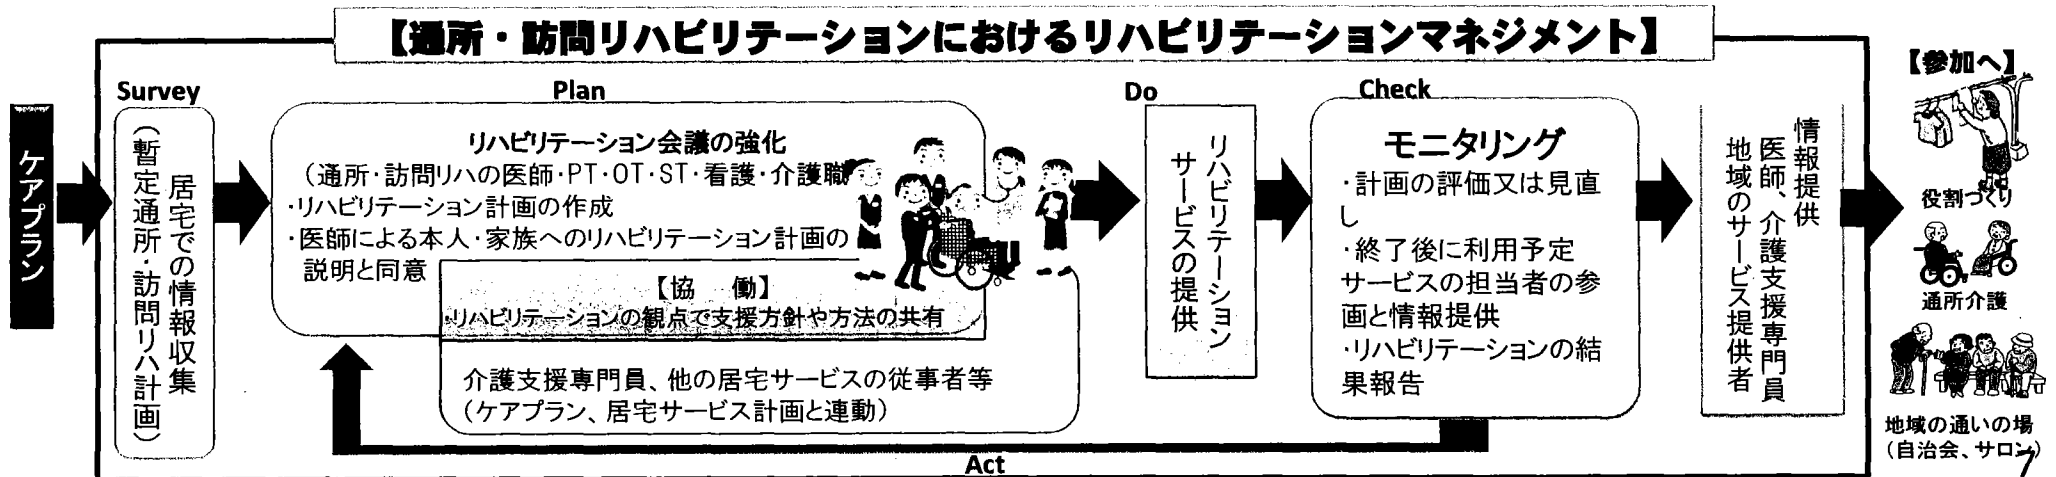 【通所・訪問リハビリテーションにおけるリハビリテーションマネジメント】
ケアプラン
Survey
居宅での情報収集
（暫定通所・訪問リハ計画）
Plan
リハビリテーション会議の強化
（通所・訪問リハの医師・PT・OT・ST・看護・介護職
・リハビリテーション計画の作成
・医師による本人・家族へのリハビリテーション計画の
説明と同意
【協　働】
・リハビリテーションの観点で支援方針や方法の共有
介護支援専門員、他の居宅サービスの従事者等
（ケアプラン、居宅サービス計画と連動）
Do
リハビリテーション
サービスの提供
Check
モニタリング
・計画の評価又は見直
し
・終了後に利用予定
サービスの担当者の参
画と情報提供
・リハビリテーションの結
果報告
Act
情報提供
医師、介護支援専門員
地域のサービス提供者
【参加へ】
役割づくり
通所介護
地域の通いの場
（自治会、サロン）
7